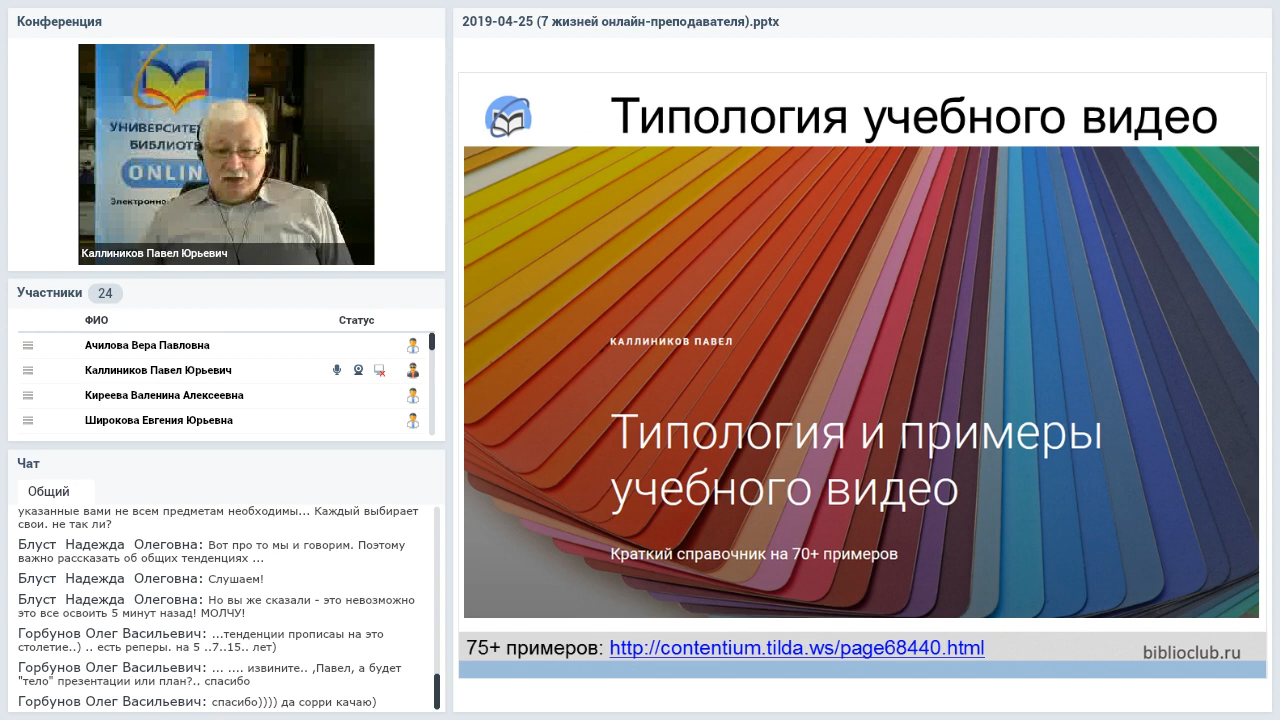 Конференция
УНИВЕРСИТЕ
БИБЛИОТЕ
ONLIN
Электронно
Каллиников Павел Юрьевич
Участники 24
ФИО Статус
Ачилова Вера Павловна
Каллиников Павел Юрьевич
Киреева Валенина Алексеевна
Широкова Евгения Юрьевна
Чат
Общий
указанные вами не всем предметам необходимы... Каждый выбирает
свои. не так ли?
Блуст Надежда Олеговна: Вот про то мы и говорим. Поэтому
важно рассказать об общих тенденциях ...
Блуст Надежда Олеговна: Слушаем!
Блуст Надежда Олеговна: Но вы же сказали - это невозможно
это все освоить 5 минут назад! МОЛЧУ!
Горбунов Олег Васильевич: ...тенденции прописаы на это
столетие..) .. есть реперы. на 5 ..7..15.. лет)
Горбунов Олег Васильевич: ... .... извините.. ,Павел, а будет
"тело" презентации или план?.. спасибо
Горбунов Олег Васильевич: спасибо)))) да сорри качаю)
2019-04-25 (7 жизней онлайн-преподавателя).pptx
Типология учебного видео
КАЛЛИНИКОВ ПАВЕЛ
Типология и примеры
учебного видео
Краткий справочник на 70+ примеров
75+ примеров: http://contentium.tilda.ws/page68440.html
biblioclub.ru